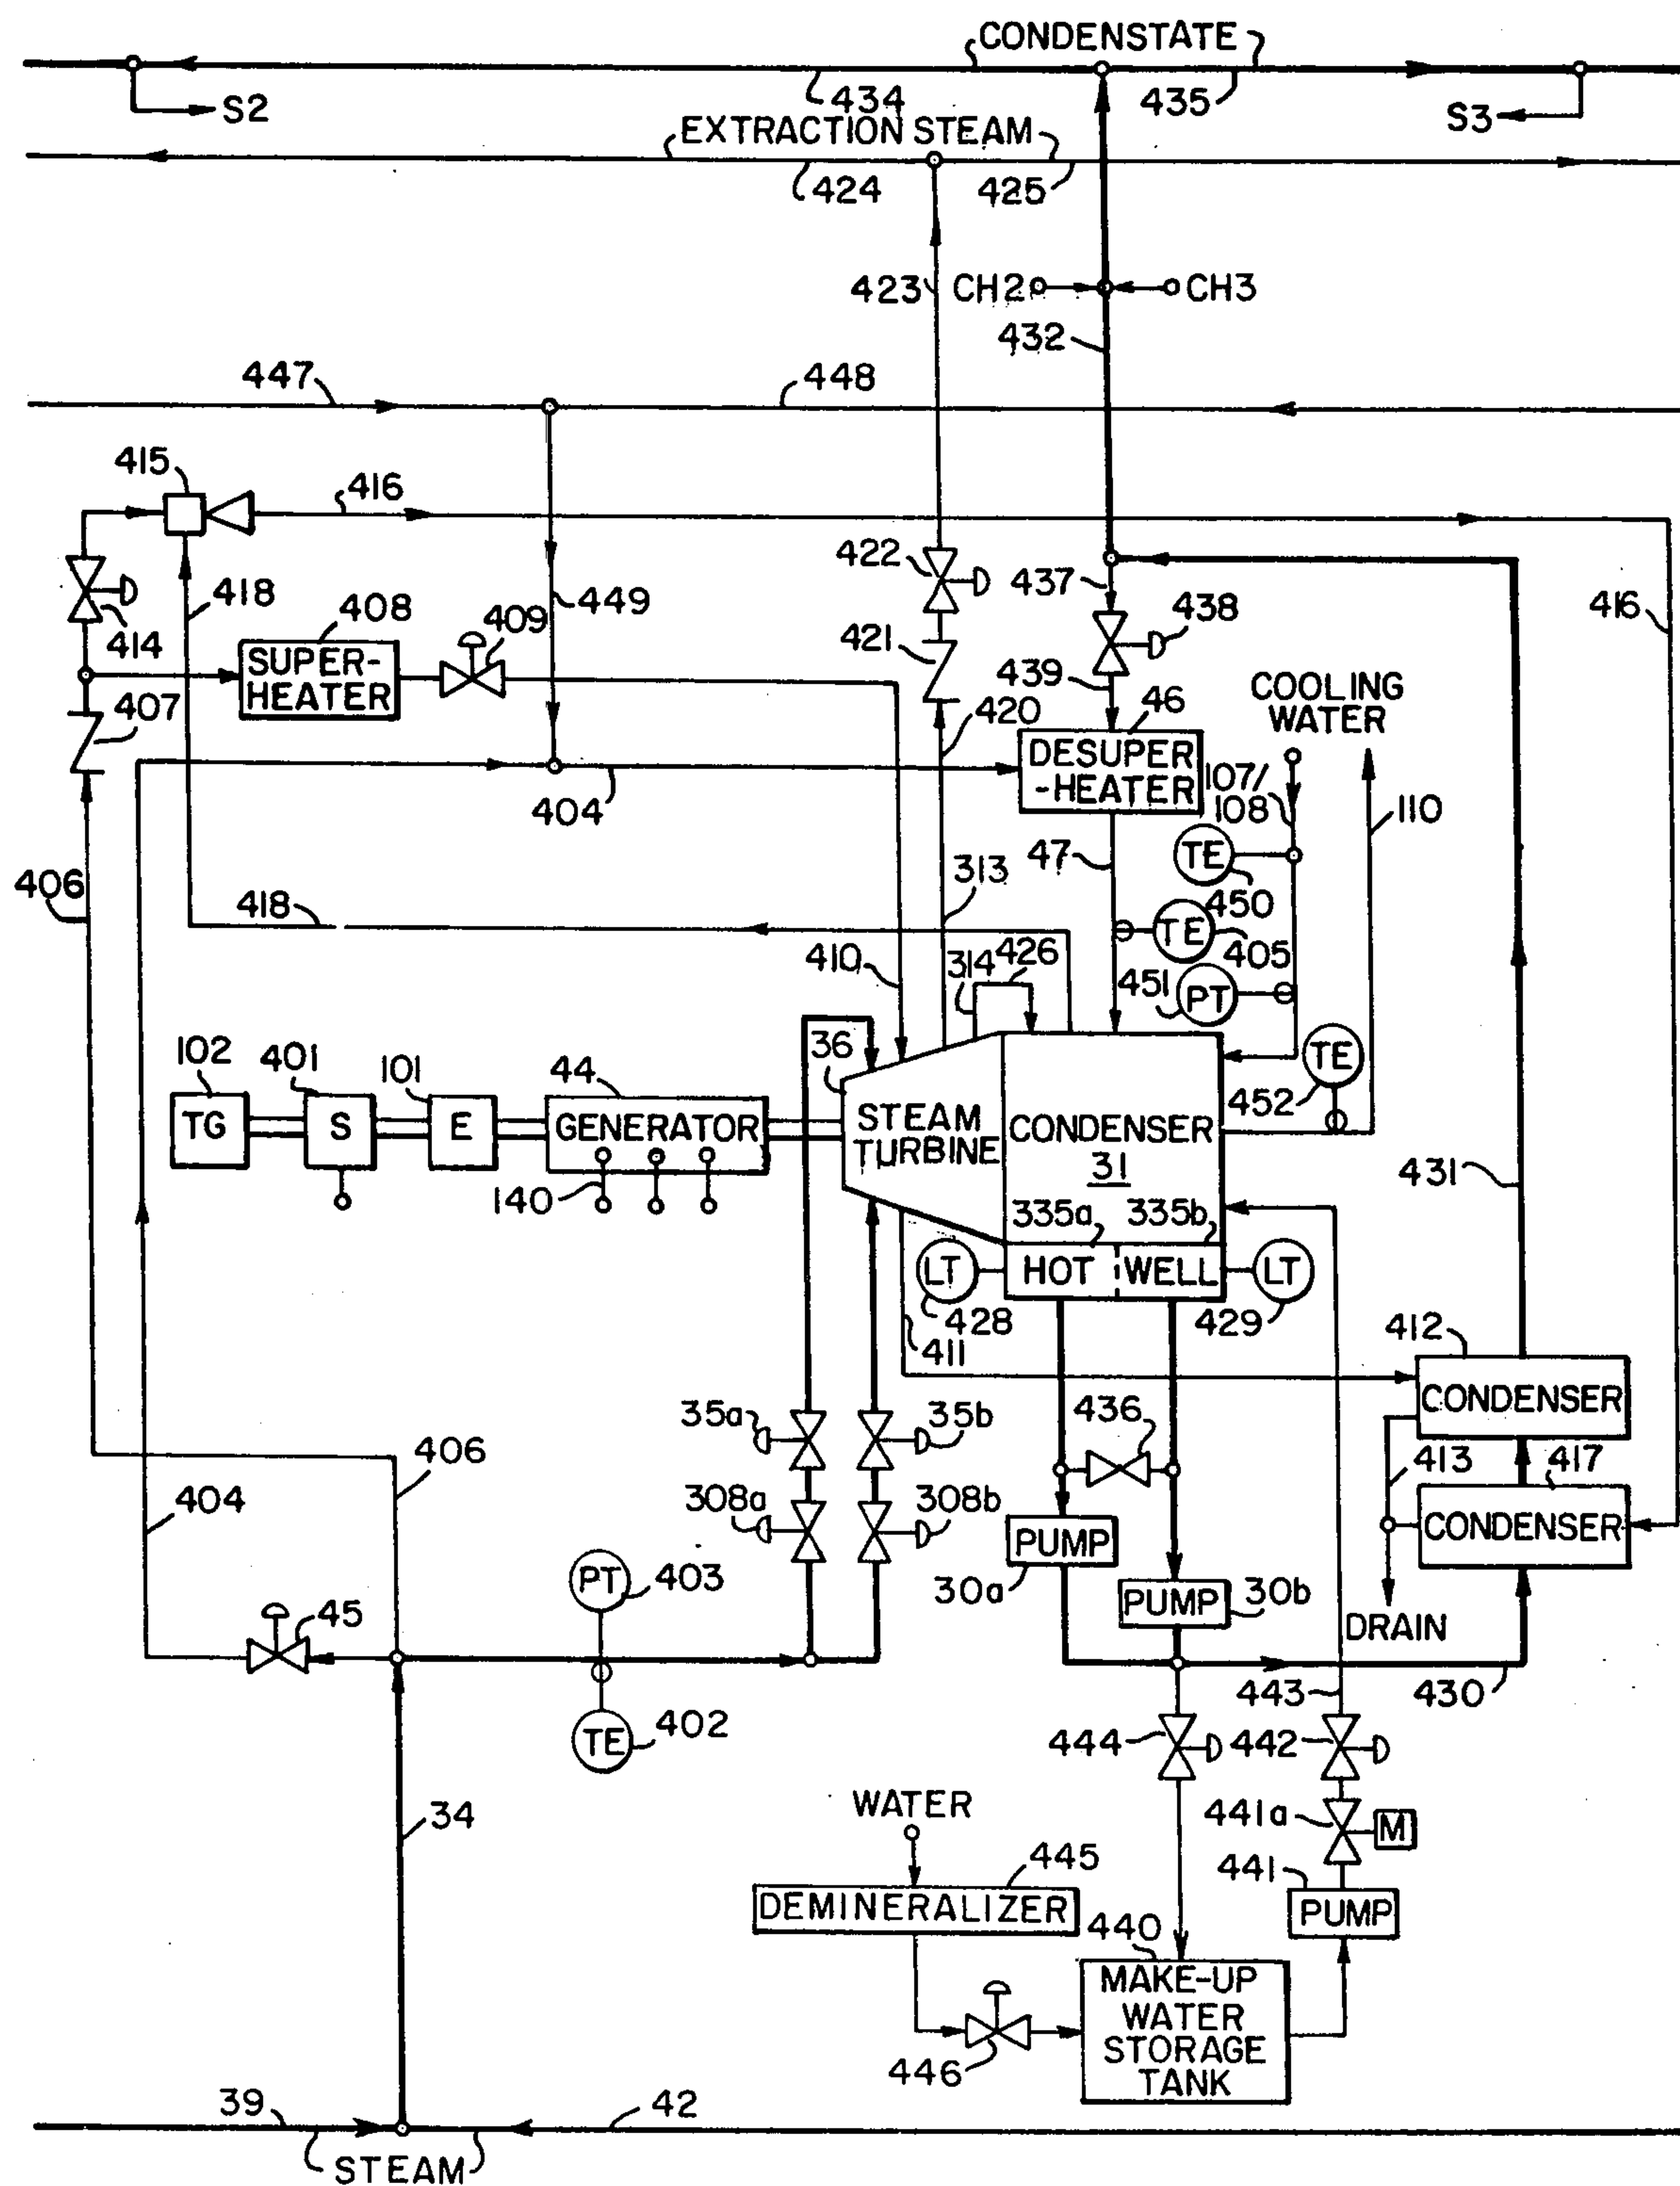 CONDENSTATE
434
435
S2
S3
EXTRACTION STEAM
424
425
423
CH2
CH3
432
447
448
415
416
418
449
422
437
438
416
414
408
409
421
SUPER-
HEATER
439
46
COOLING
WATER
407
420
DESUPER
-HEATER
107/
108
404
110
47
TE
313
406
450
418
TE
405
410
314
426
451
PT
36
TE
102
401
101
44
452
TG
S
E
GENERATOR
STEAM
TURBINE
CONDENSER
31
140
431
335a
335b
LT
HOT
WELL
LT
428
429
411
412
CONDENSER
35a
35b
436
406
413
417
404
308a
308b
CONDENSER
PT
403
PUMP
30a
PUMP
30b
45
DRAIN
443
430
TE
402
444
442
34
WATER
441a
M
445
441
DEMINERALIZER
PUMP
440
MAKE-UP
WATER
STORAGE
TANK
446
39
42
STEAM